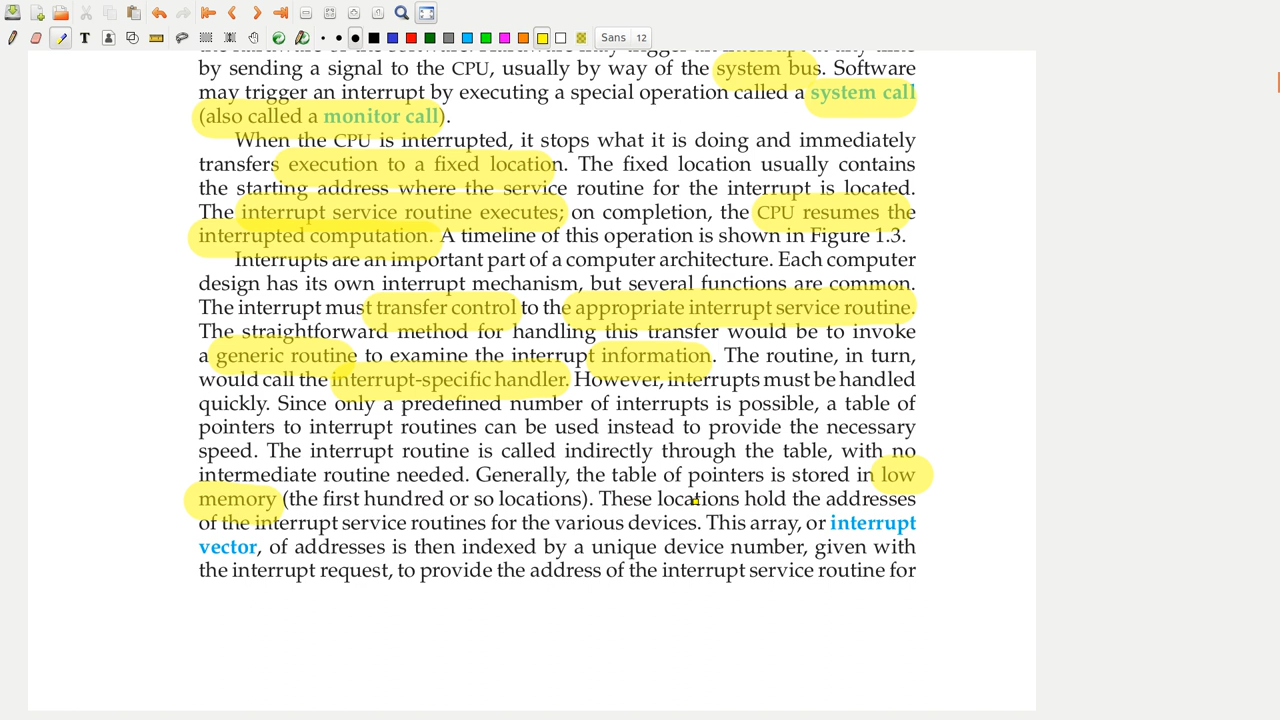 Sans 12
by sending a signal to the CPU, usually by way of the system bus. Software
may trigger an interrupt by executing a special operation called a system call
(also called a monitor call).
When the CPU is interrupted, it stops what it is doing and immediately
transfers execution to a fixed location. The fixed location usually contains
the starting address where the service routine for the interrupt is located.
The interrupt service routine executes; on completion, the CPU resumes the
interrupted computation. A timeline of this operation is shown in Figure 1.3.
Interrupts are an important part of a computer architecture. Each computer
design has its own interrupt mechanism, but several functions are common.
The interrupt must transfer control to the appropriate interrupt service routine.
The straightforward method for handling this transfer would be to invoke
a generic routine to examine the interrupt information. The routine, in turn,
would call the interrupt-specific handler. However, interrupts must be handled
quickly. Since only a predefined number of interrupts is possible, a table of
pointers to interrupt routines can be used instead to provide the necessary
speed. The interrupt routine is called indirectly through the table, with no
intermediate routine needed. Generally, the table of pointers is stored in low
memory (the first hundred or so locations). These locations hold the addresses
of the interrupt service routines for the various devices. This array, or interrupt
vector, of addresses is then indexed by a unique device number, given with
the interrupt request, to provide the address of the interrupt service routine for